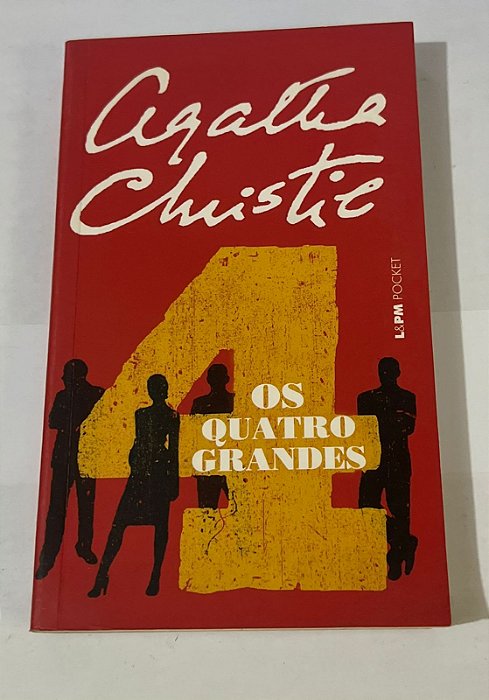 Agatha
Christie
L&PM POCKET
4
OS
QUATRO
GRANDES